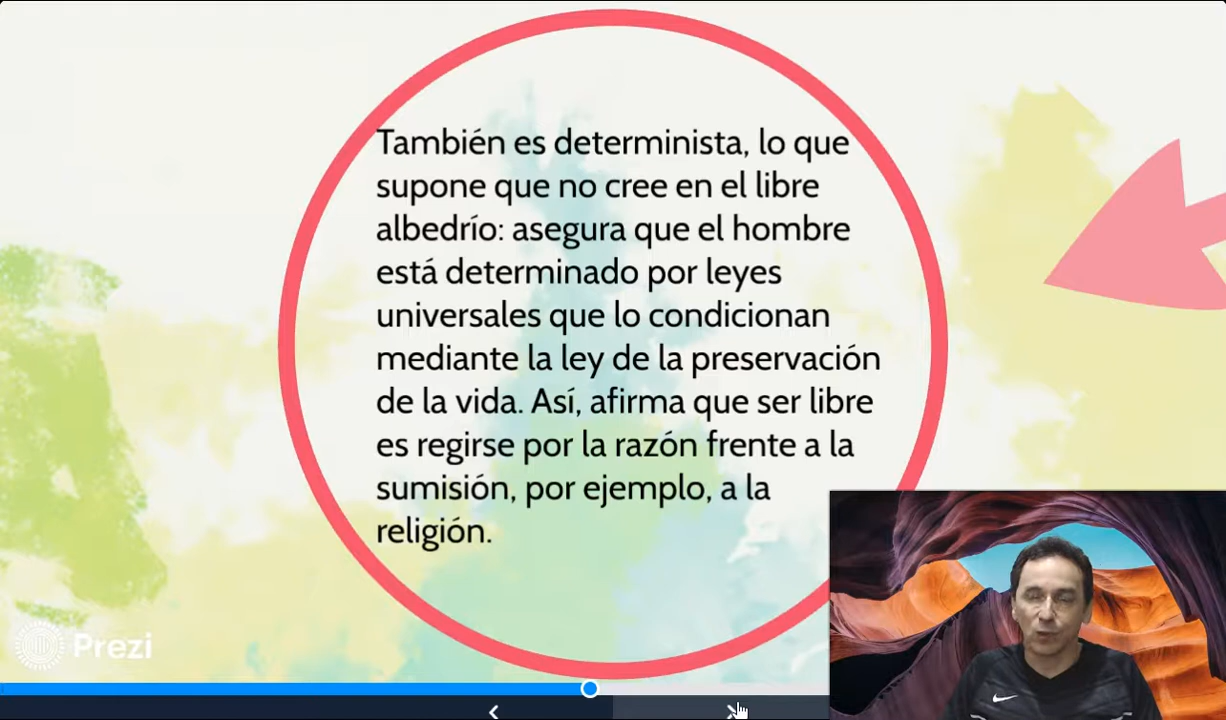 También es determinista, lo que
supone que no cree en el libre
albedrío: asegura que el hombre
está determinado por leyes
universales que lo condicionan
mediante la ley de la preservación
de la vida. Así, afirma que ser libre
es regirse por la razón frente a la
sumisión, por ejemplo, a la
religión.
Prezi